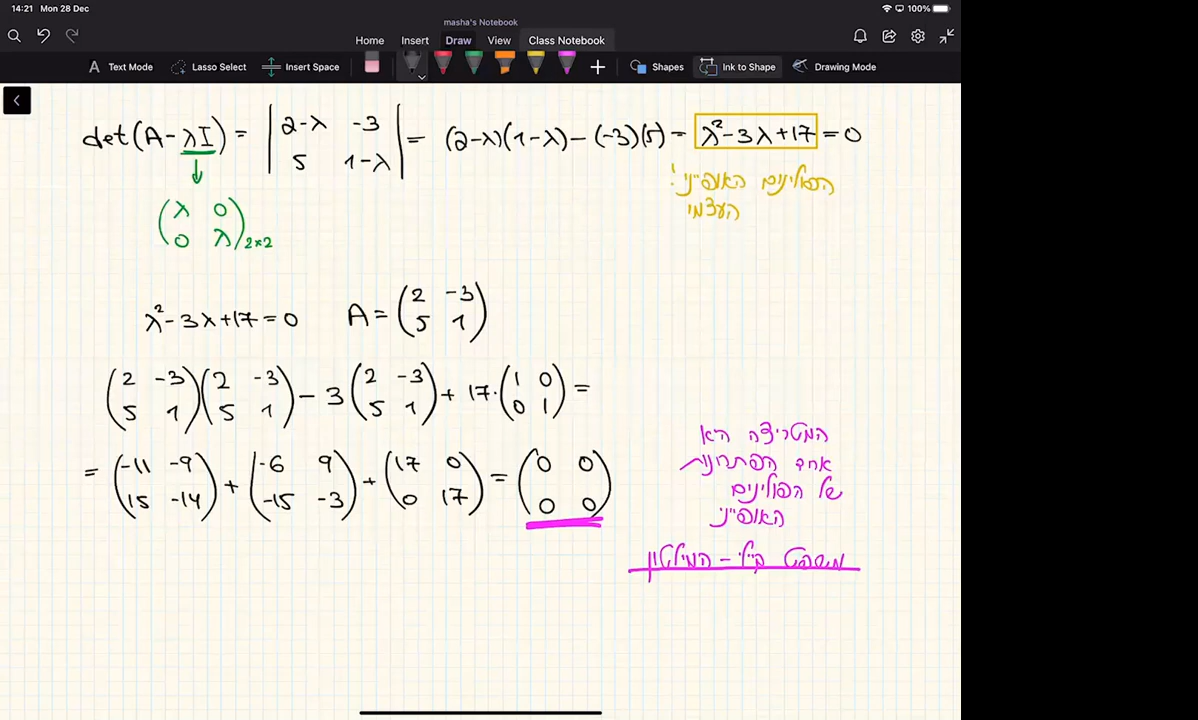 14:21 Mon 28 Dec
100%
masha's Notebook
Home Insert Draw View Class Notebook
Text Mode Lasso Select Insert Space Shapes Ink to Shape Drawing Mode
det(A-λI) = | 2-λ -3 | = (2-λ)(1-λ) - (-3)(5) = λ² - 3λ + 17 = 0
| 5 1-λ |
הפולינום האופייני /
העצמי
( λ 0 )
( 0 λ ) 2×2
λ² - 3λ + 17 = 0 A = ( 2 -3 )
( 5 1 )
( 2 -3 ) ( 2 -3 ) - 3 ( 2 -3 ) + 17· ( 1 0 ) =
( 5 1 ) ( 5 1 ) ( 5 1 ) ( 0 1 )
= ( -11 -9 ) + ( -6 9 ) + ( 17 0 ) = ( 0 0 )
( 15 -14 ) ( -15 -3 ) ( 0 17 ) ( 0 0 )
המטריצה היא
אחד הפתרונות
של הפולינום
האופייני
משפט קיילי - המילטון